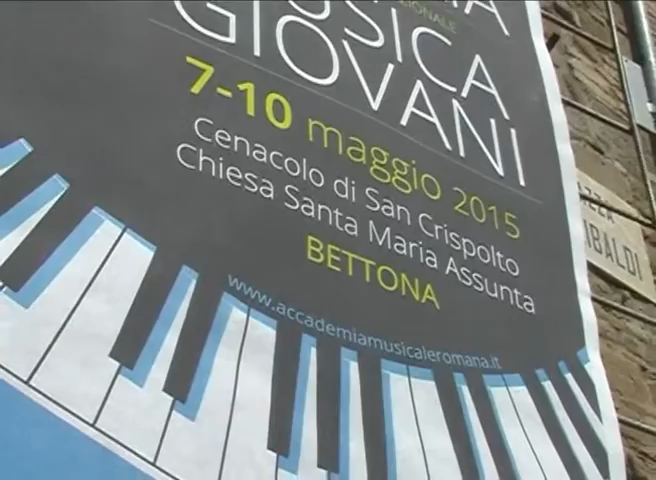 MUSICA
GIOVANI
7-10 maggio 2015
Cenacolo di San Crispolto
Chiesa Santa Maria Assunta
BETTONA
www.accademiamusicaleromana.it